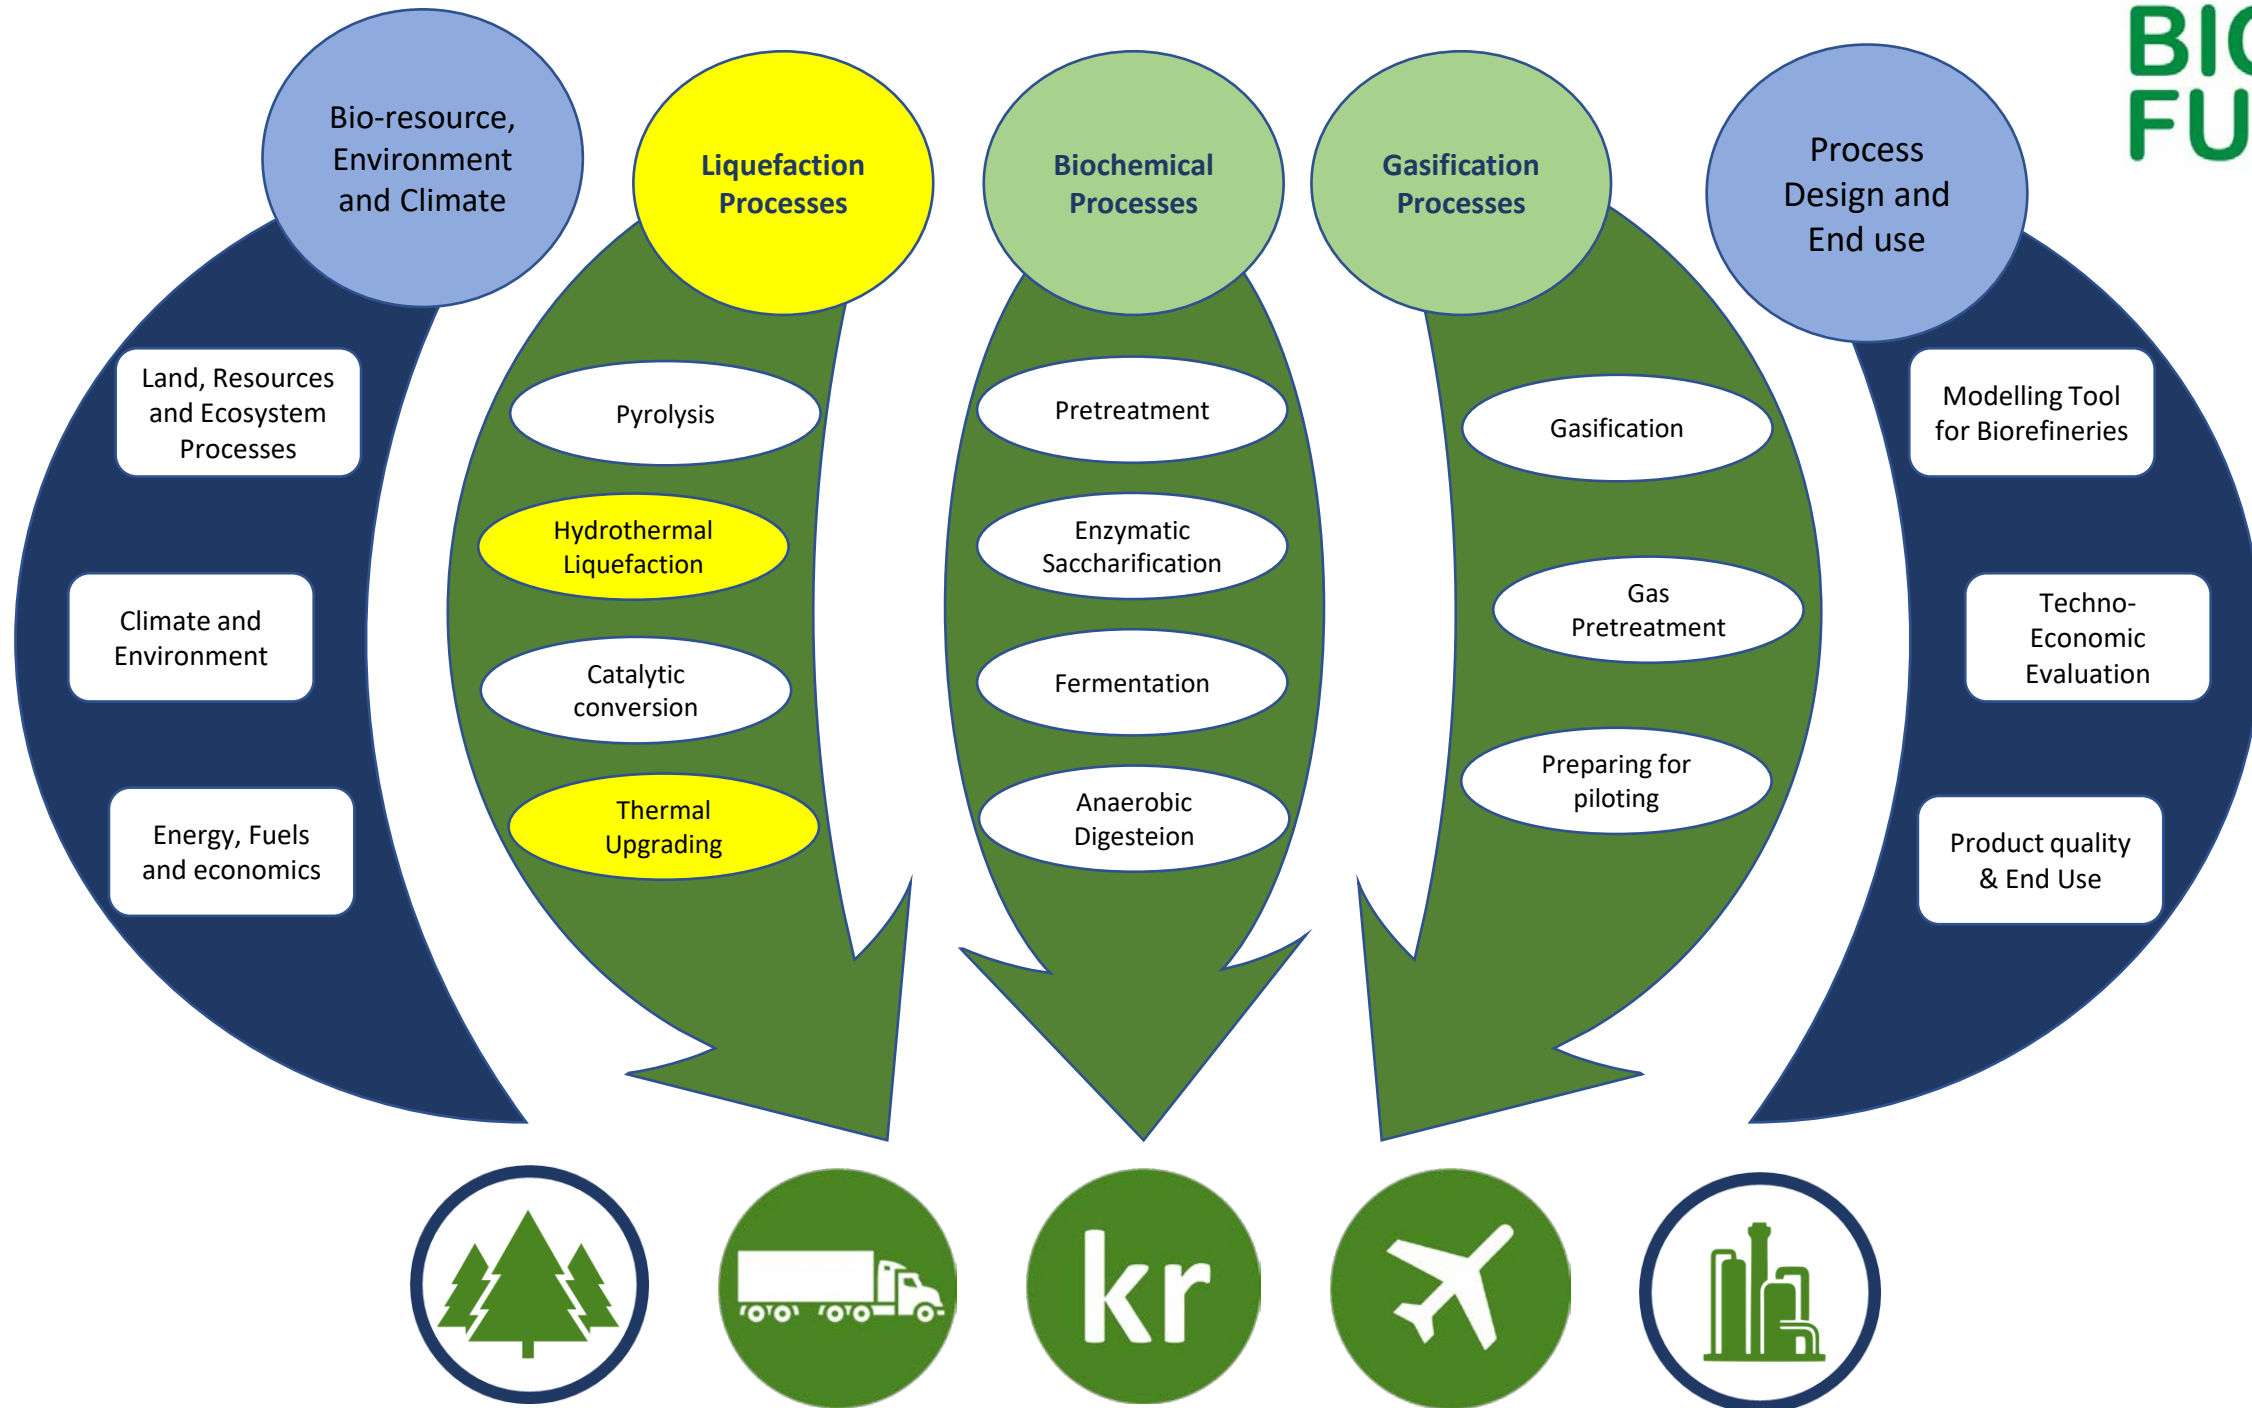 Bio-resource,
Environment
and Climate
Land, Resources
and Ecosystem
Processes
Climate and
Environment
Energy, Fuels
and economics
Liquefaction
Processes
Pyrolysis
Hydrothermal
Liquefaction
Catalytic
conversion
Thermal
Upgrading
Biochemical
Processes
Pretreatment
Enzymatic
Saccharification
Fermentation
Anaerobic
Digesteion
Gasification
Processes
Gasification
Gas
Pretreatment
Preparing for
piloting
Process
Design and
End use
Modelling Tool
for Biorefineries
Techno-
Economic
Evaluation
Product quality
& End Use
kr